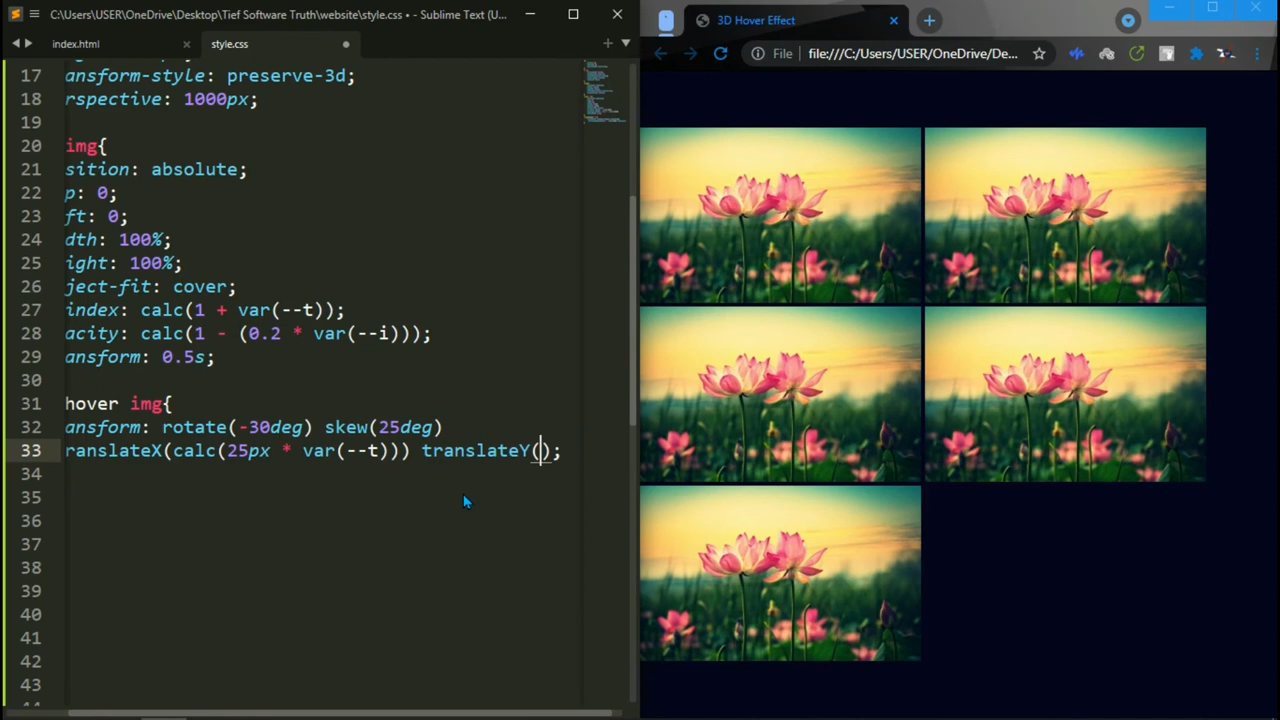 C:\Users\USER\OneDrive\Desktop\Tief Software Truth\website\style.css • - Sublime Text (U...
index.html
style.css
17 ansform-style: preserve-3d;
18 rspective: 1000px;
19
20 img{
21 sition: absolute;
22 p: 0;
23 ft: 0;
24 dth: 100%;
25 ight: 100%;
26 ject-fit: cover;
27 index: calc(1 + var(--t));
28 acity: calc(1 - (0.2 * var(--i)));
29 ansform: 0.5s;
30
31 hover img{
32 ansform: rotate(-30deg) skew(25deg)
33 ranslateX(calc(25px * var(--t))) translateY();
34
35
36
37
38
39
40
41
42
43
3D Hover Effect
File
file:///C:/Users/USER/OneDrive/De...